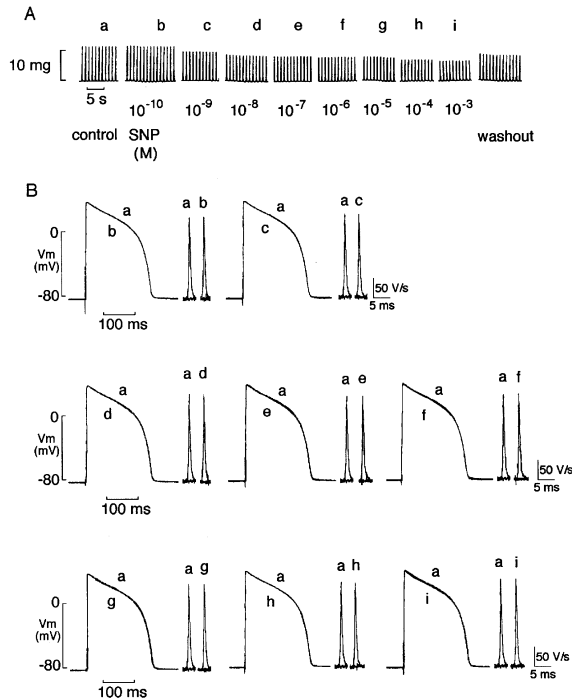 A
a b c d e f g h i
10 mg
5 s
10-10 10-9 10-8 10-7 10-6 10-5 10-4 10-3
control SNP washout
(M)
B
a a b a a c
0 b c
Vm
(mV)
-80
50 V/s
5 ms
100 ms
a a d a a e a a f
0 d e f
Vm
(mV)
-80
50 V/s
5 ms
100 ms
a a g a a h a a i
0 g h i
Vm
(mV)
-80
50 V/s
5 ms
100 ms